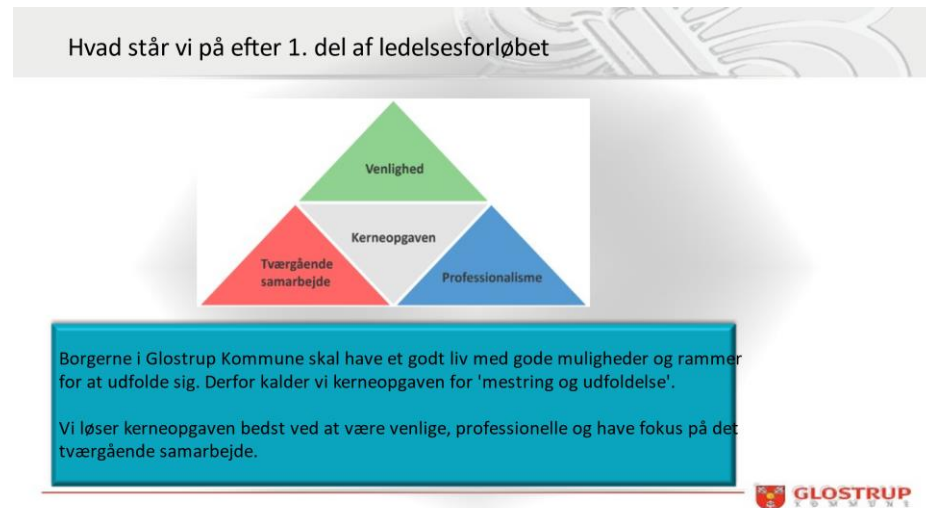 Hvad står vi på efter 1. del af ledelsesforløbet
Venlighed
Kerneopgaven
Tværgående
samarbejde
Professionalisme
Borgerne i Glostrup Kommune skal have et godt liv med gode muligheder og rammer
for at udfolde sig. Derfor kalder vi kerneopgaven for 'mestring og udfoldelse'.
Vi løser kerneopgaven bedst ved at være venlige, professionelle og have fokus på det
tværgående samarbejde.
GLOSTRUP
KOMMUNE